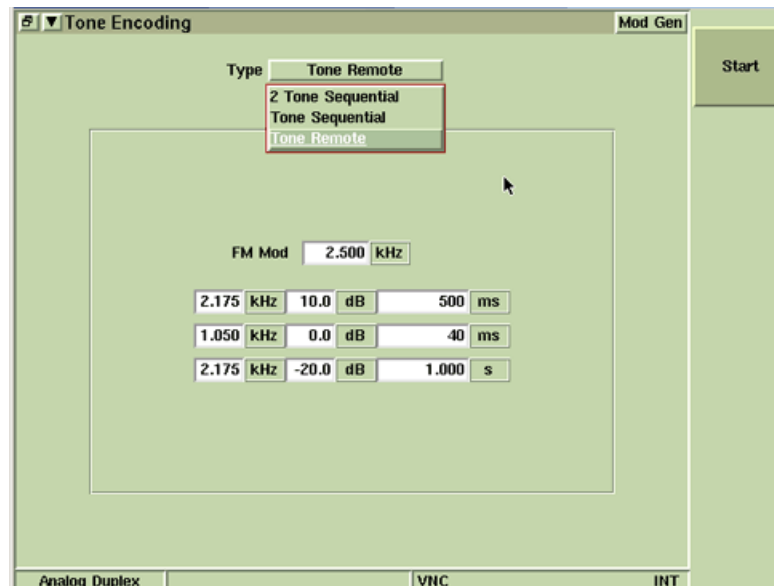 Tone Encoding Mod Gen
Start
Type Tone Remote
2 Tone Sequential
Tone Sequential
Tone Remote
FM Mod 2.500 kHz
2.175 kHz 10.0 dB 500 ms
1.050 kHz 0.0 dB 40 ms
2.175 kHz -20.0 dB 1.000 s
Analog Duplex VNC INT